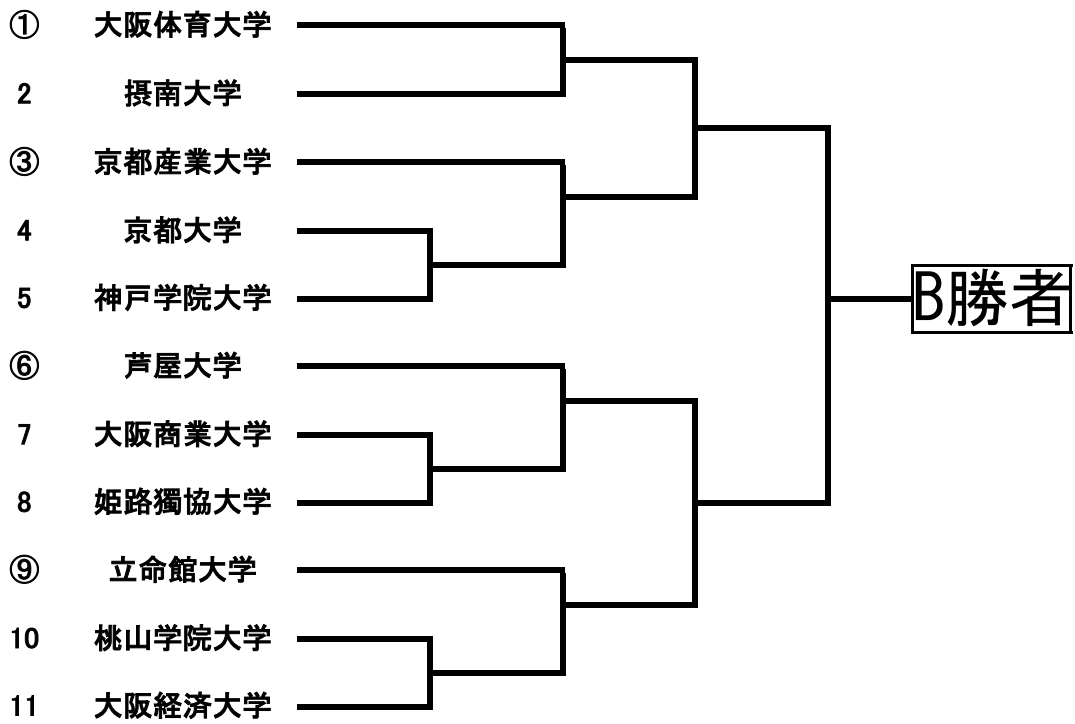 ① 大阪体育大学
2 摂南大学
③ 京都産業大学
4 京都大学
5 神戸学院大学
B勝者
⑥ 芦屋大学
7 大阪商業大学
8 姫路獨協大学
⑨ 立命館大学
10 桃山学院大学
11 大阪経済大学